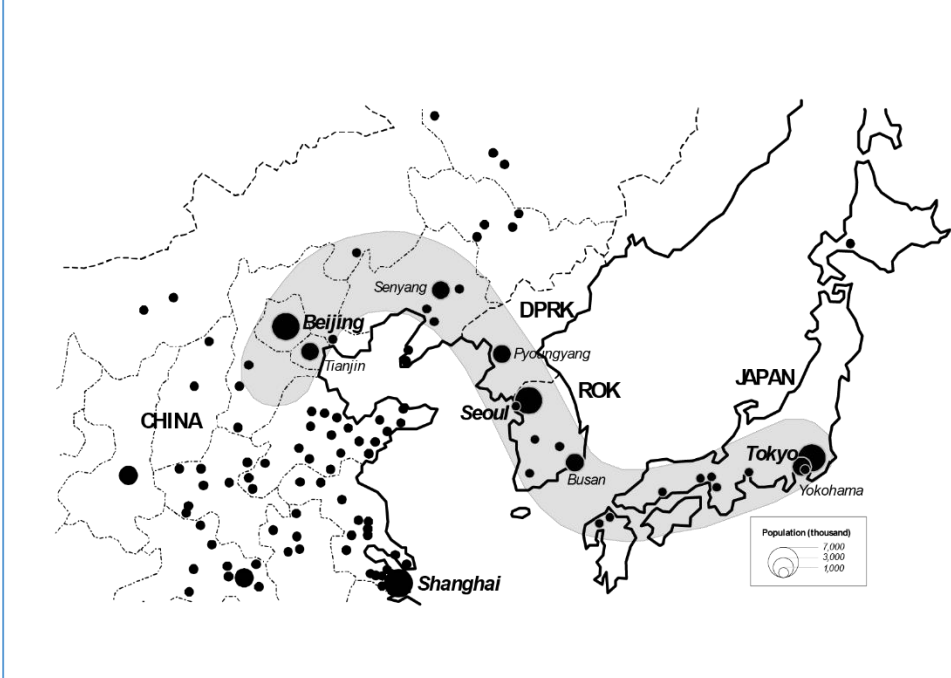 Senyang
DPRK
Beijing
Pyoungyang
Tianjin
JAPAN
ROK
Seoul
CHINA
Tokyo
Busan
Yokohama
Population (thousand)
7,000
3,000
1,000
Shanghai